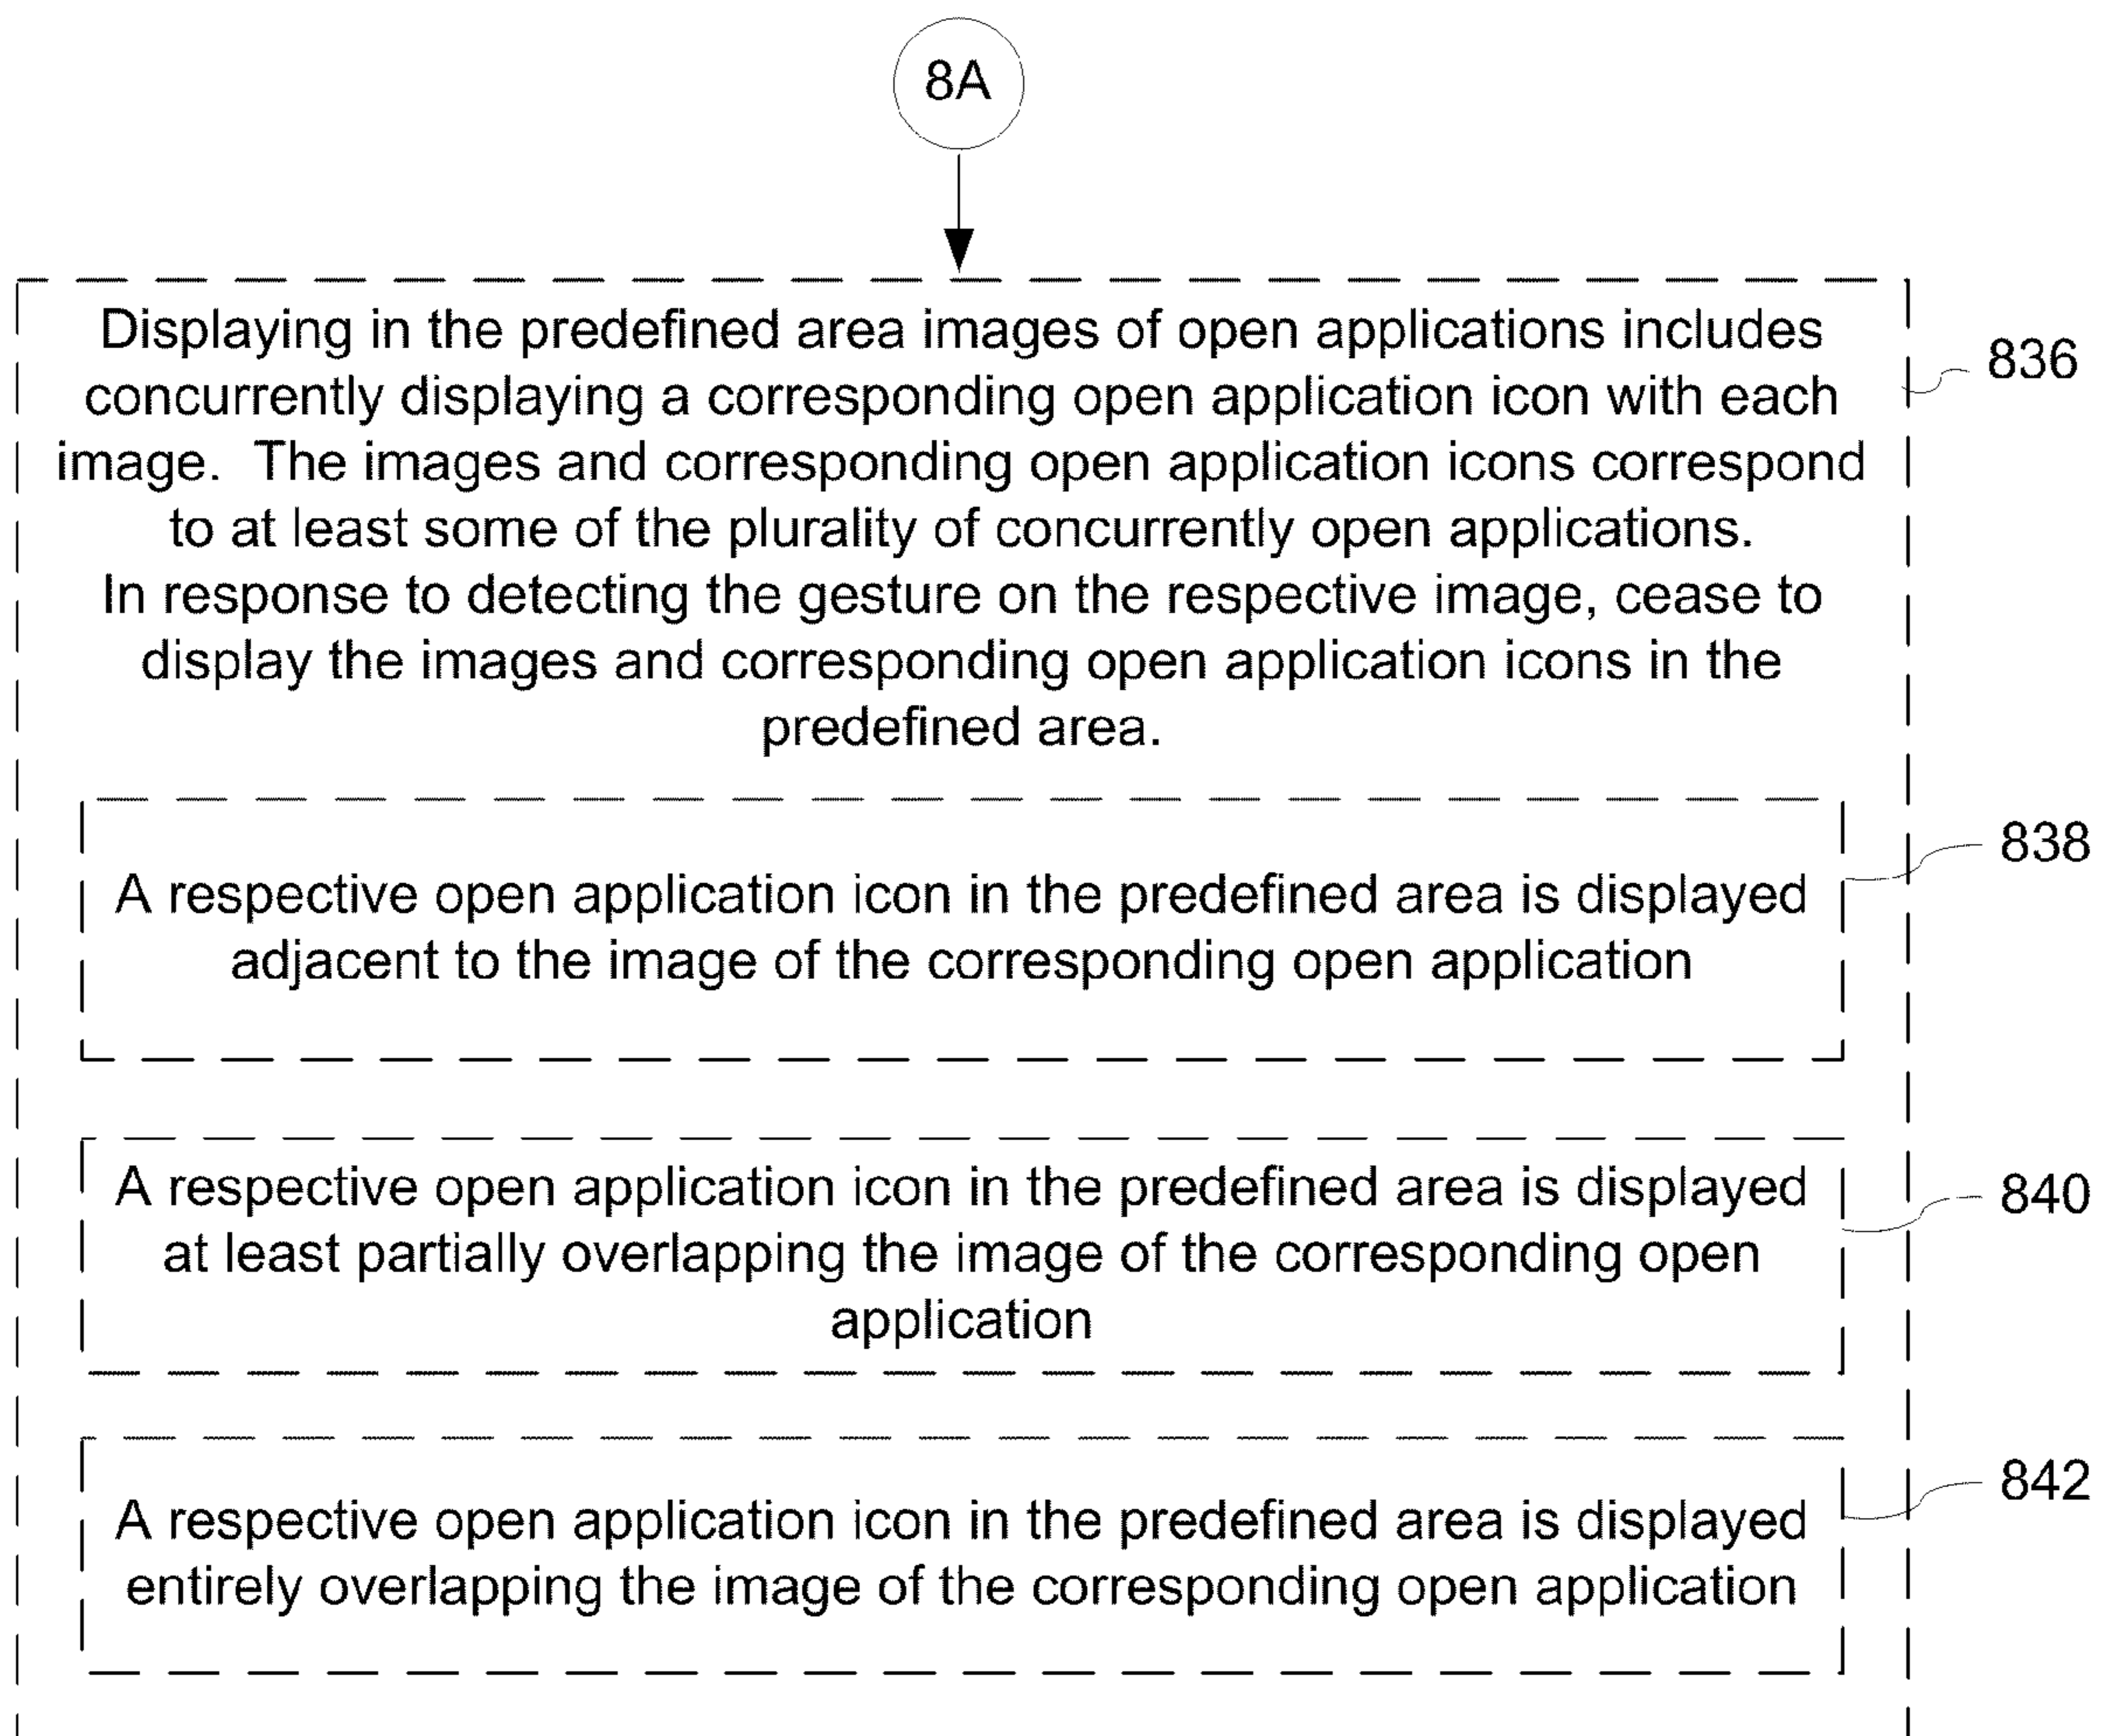 8A
Displaying in the predefined area images of open applications includes
concurrently displaying a corresponding open application icon with each
image.  The images and corresponding open application icons correspond
to at least some of the plurality of concurrently open applications.
In response to detecting the gesture on the respective image, cease to
display the images and corresponding open application icons in the
predefined area.
836
A respective open application icon in the predefined area is displayed
adjacent to the image of the corresponding open application
838
A respective open application icon in the predefined area is displayed
at least partially overlapping the image of the corresponding open
application
840
A respective open application icon in the predefined area is displayed
entirely overlapping the image of the corresponding open application
842